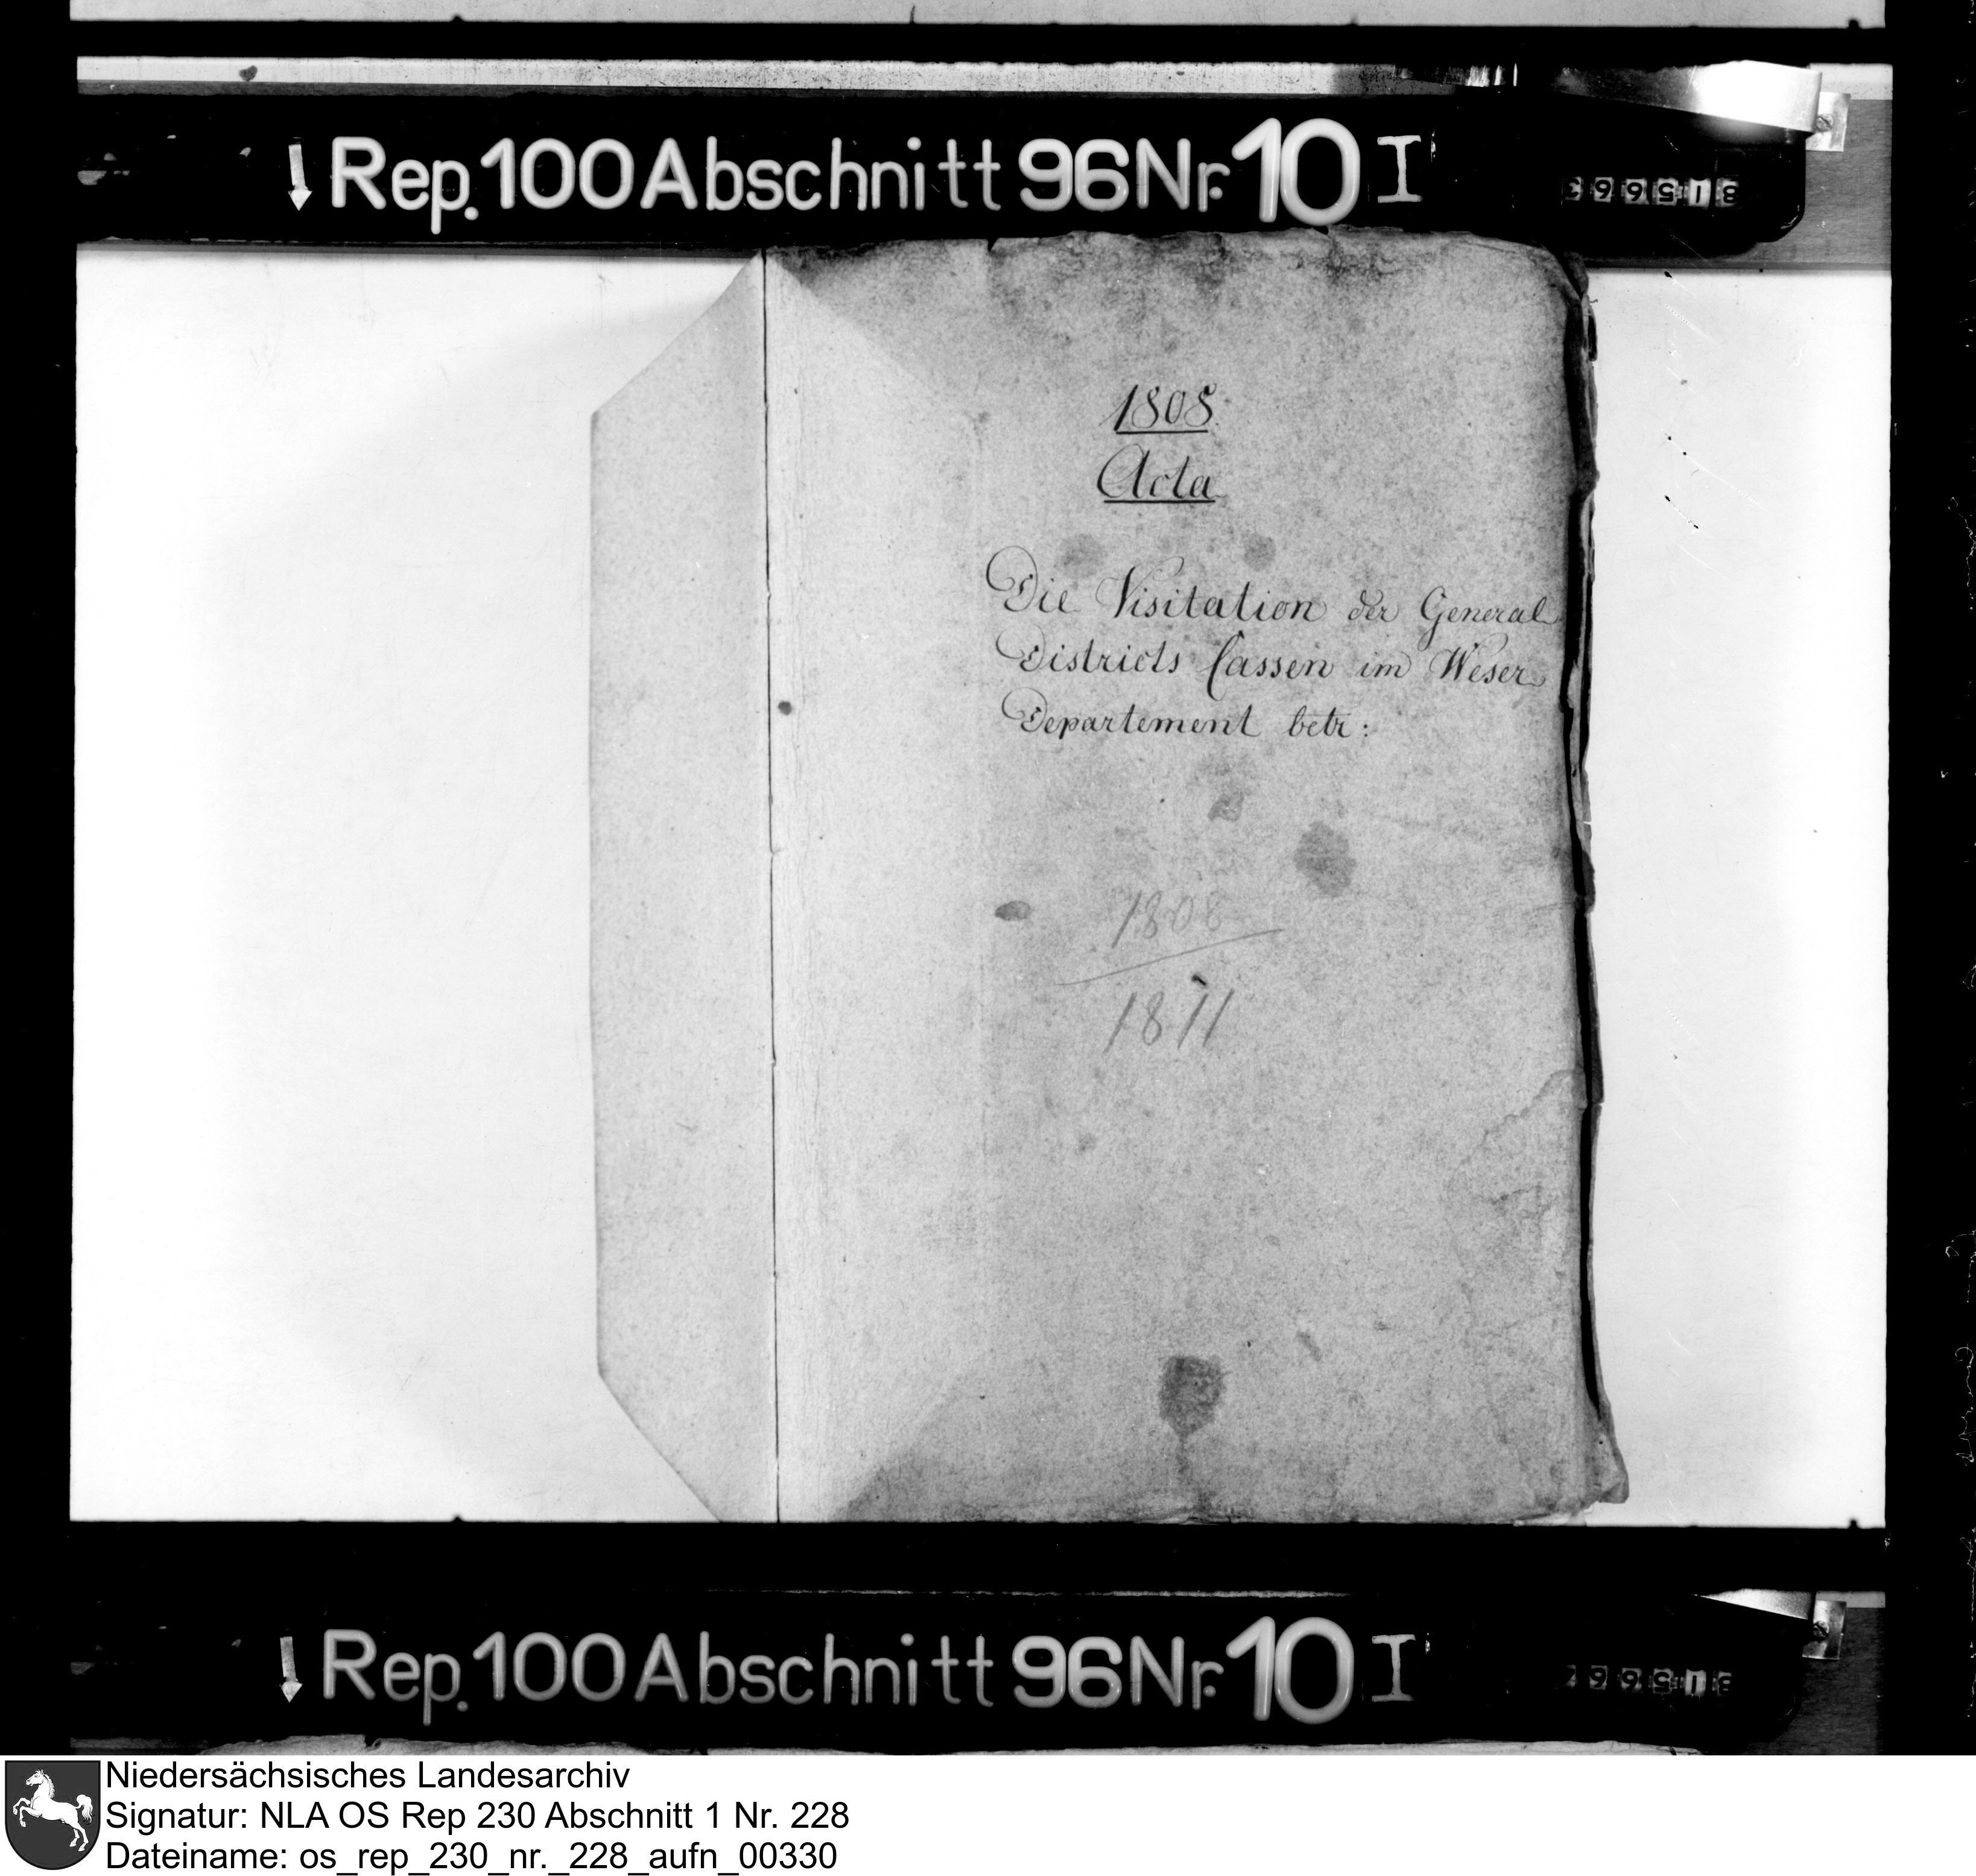 Rep. 100 Abschnitt 96 Nr. 10 I
815663
1808
Acta
Die Visitation der General
Districts Cassen im Weser
Departement betr:
1808
1811
Rep. 100 Abschnitt 96 Nr. 10 I
Niedersächsisches Landesarchiv
Signatur: NLA OS Rep 230 Abschnitt 1 Nr. 228
Dateiname: os_rep_230_nr._228_aufn_00330